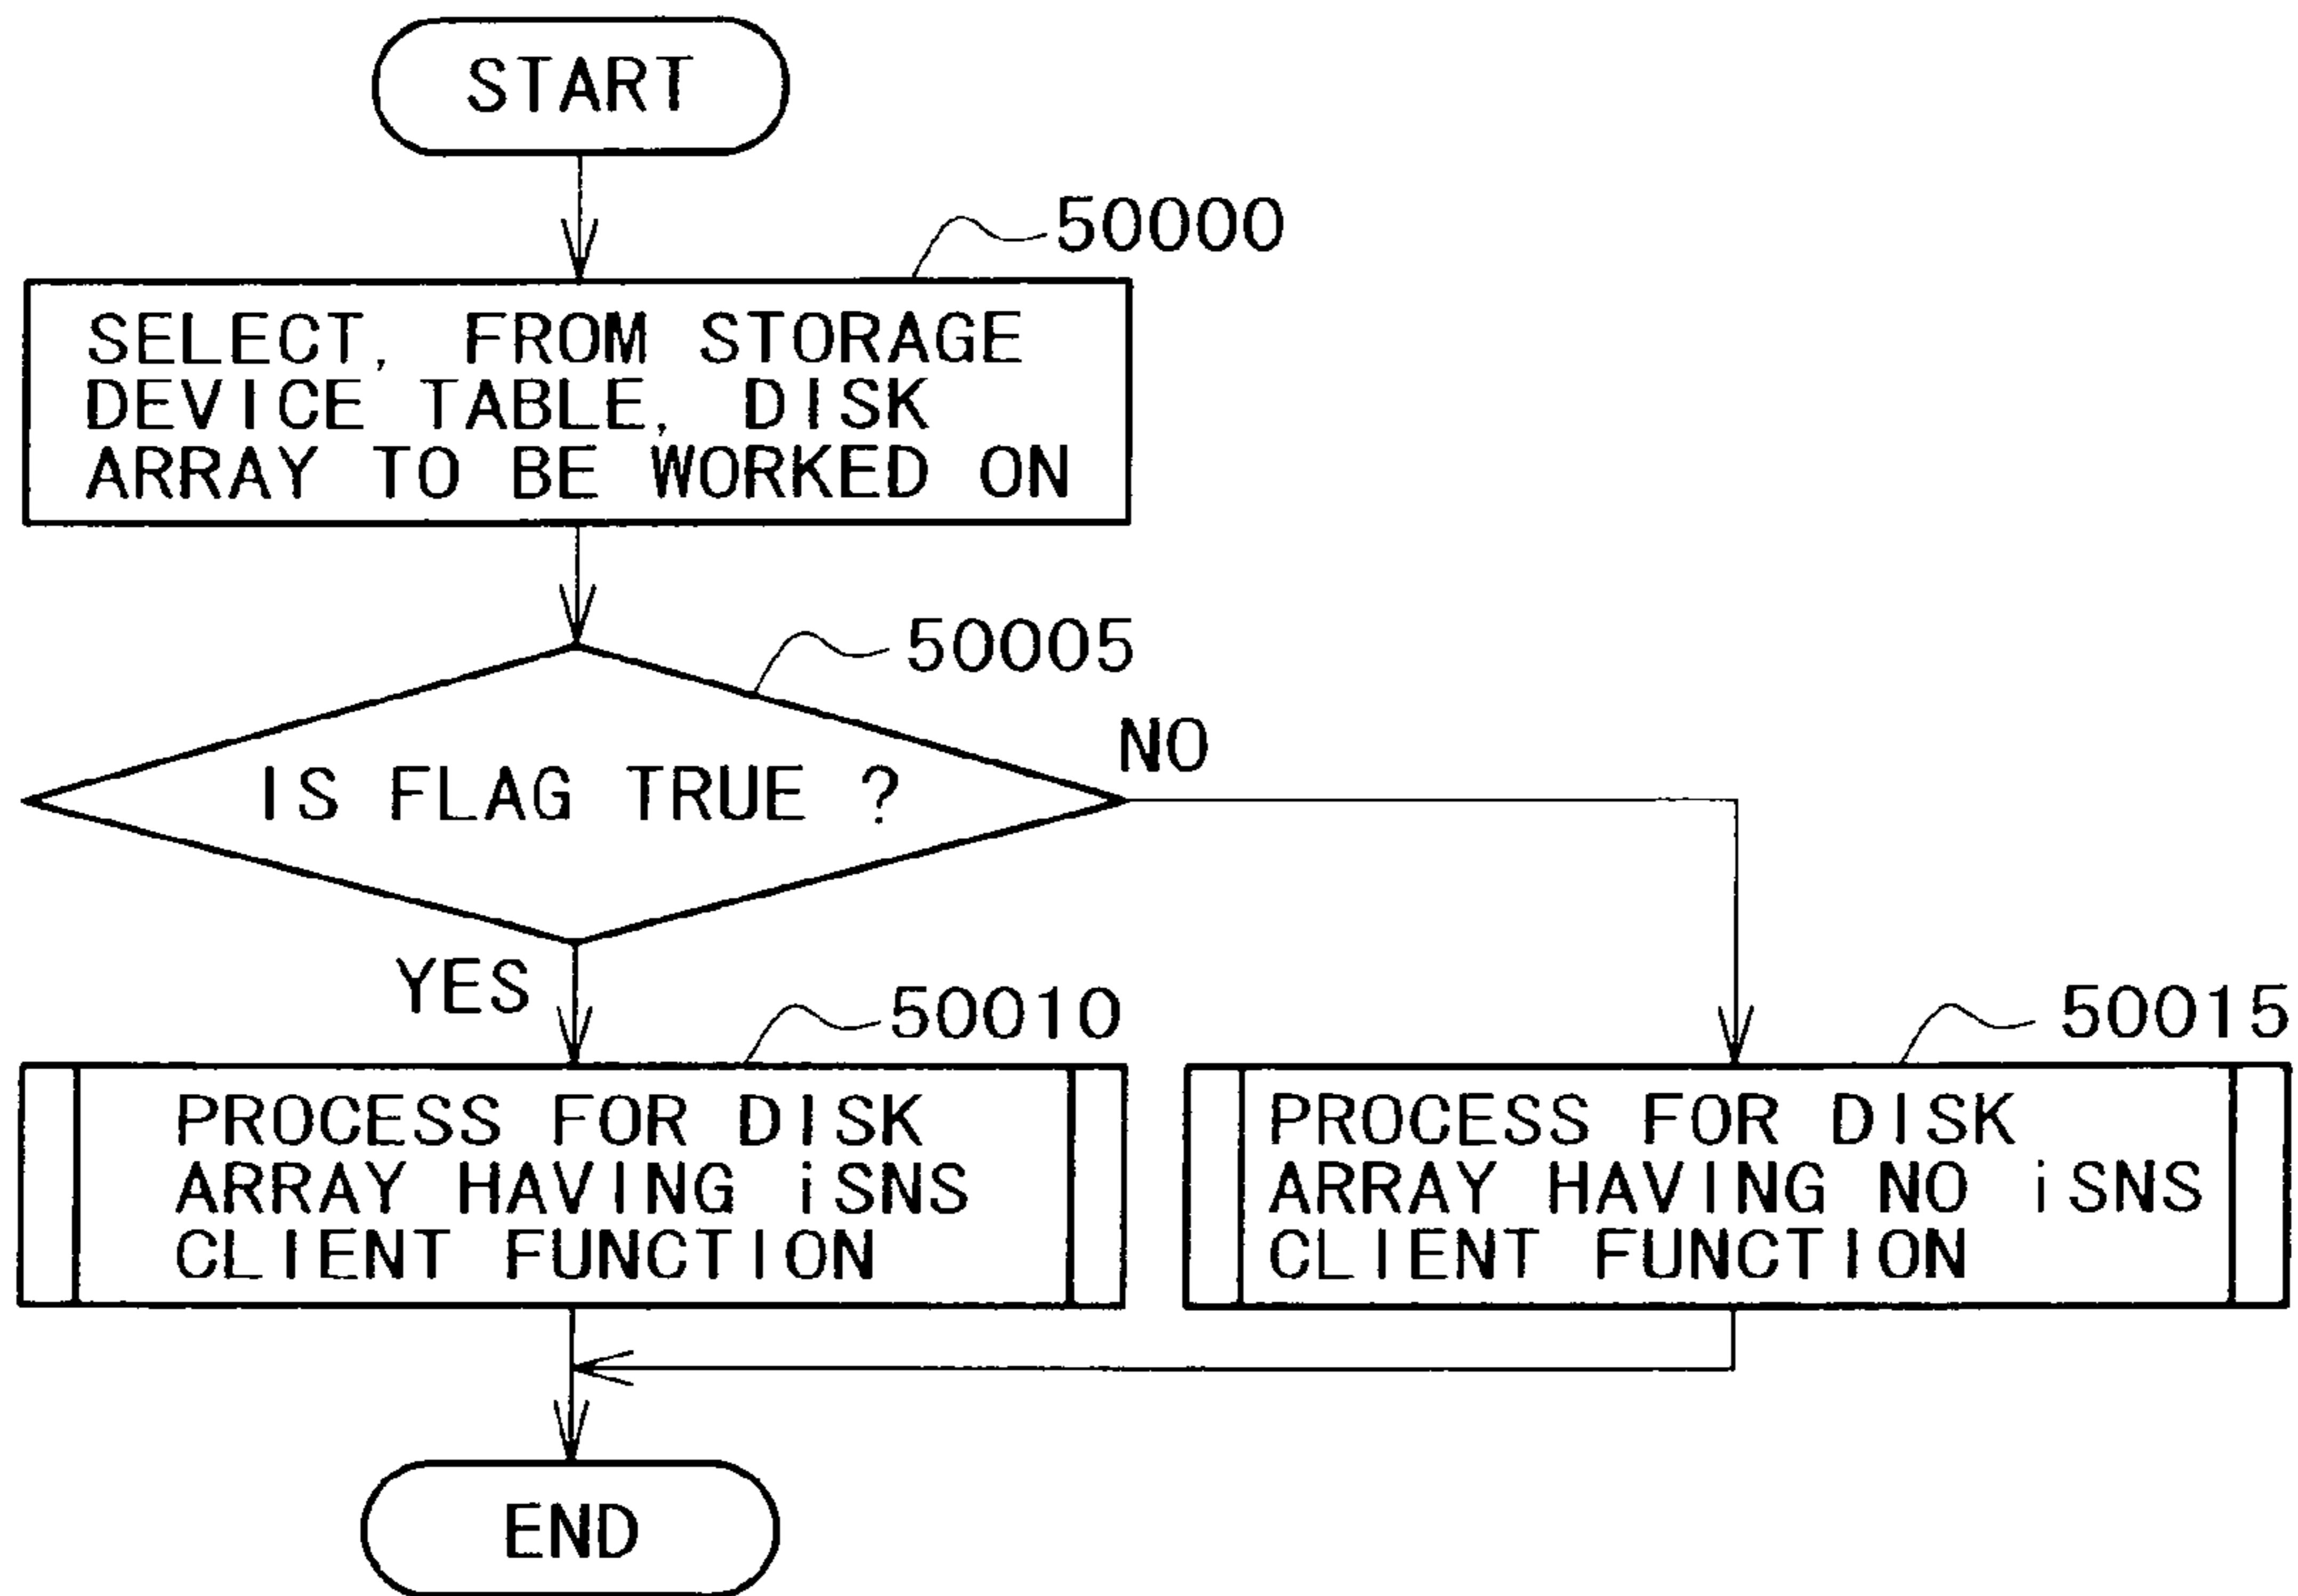 START
50000
SELECT, FROM STORAGE
DEVICE TABLE, DISK
ARRAY TO BE WORKED ON
50005
IS FLAG TRUE ?
NO
YES
50010
PROCESS FOR DISK
ARRAY HAVING iSNS
CLIENT FUNCTION
50015
PROCESS FOR DISK
ARRAY HAVING NO iSNS
CLIENT FUNCTION
END